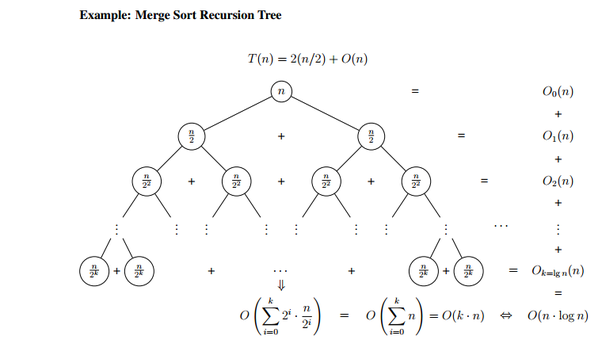 Example: Merge Sort Recursion Tree
T(n) = 2(n/2) + O(n)
n = O₀(n)
+
n/2 + n/2 = O₁(n)
+
n/2² + n/2² + n/2² + n/2² = O₂(n)
+
⋮ ⋮ ⋮ ⋮ ⋮ ⋮ ⋮ ⋮ ⋯ ⋮
+
n/2ᵏ + n/2ᵏ + ⋯ + n/2ᵏ + n/2ᵏ = O_{k=lg n}(n)
⇓ =
O(∑_{i=0}^{k} 2ⁱ · n/2ⁱ) = O(∑_{i=0}^{k} n) = O(k · n) ⇔ O(n · log n)